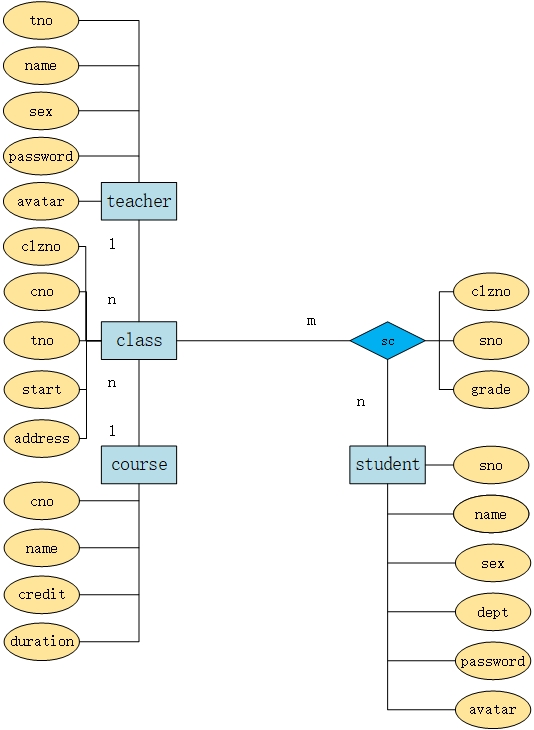 tno
name
sex
password
avatar
teacher
clzno
1
cno
n
m
clzno
tno
class
sc
sno
start
n
grade
address
1
n
course
student
sno
cno
name
name
sex
credit
dept
duration
password
avatar